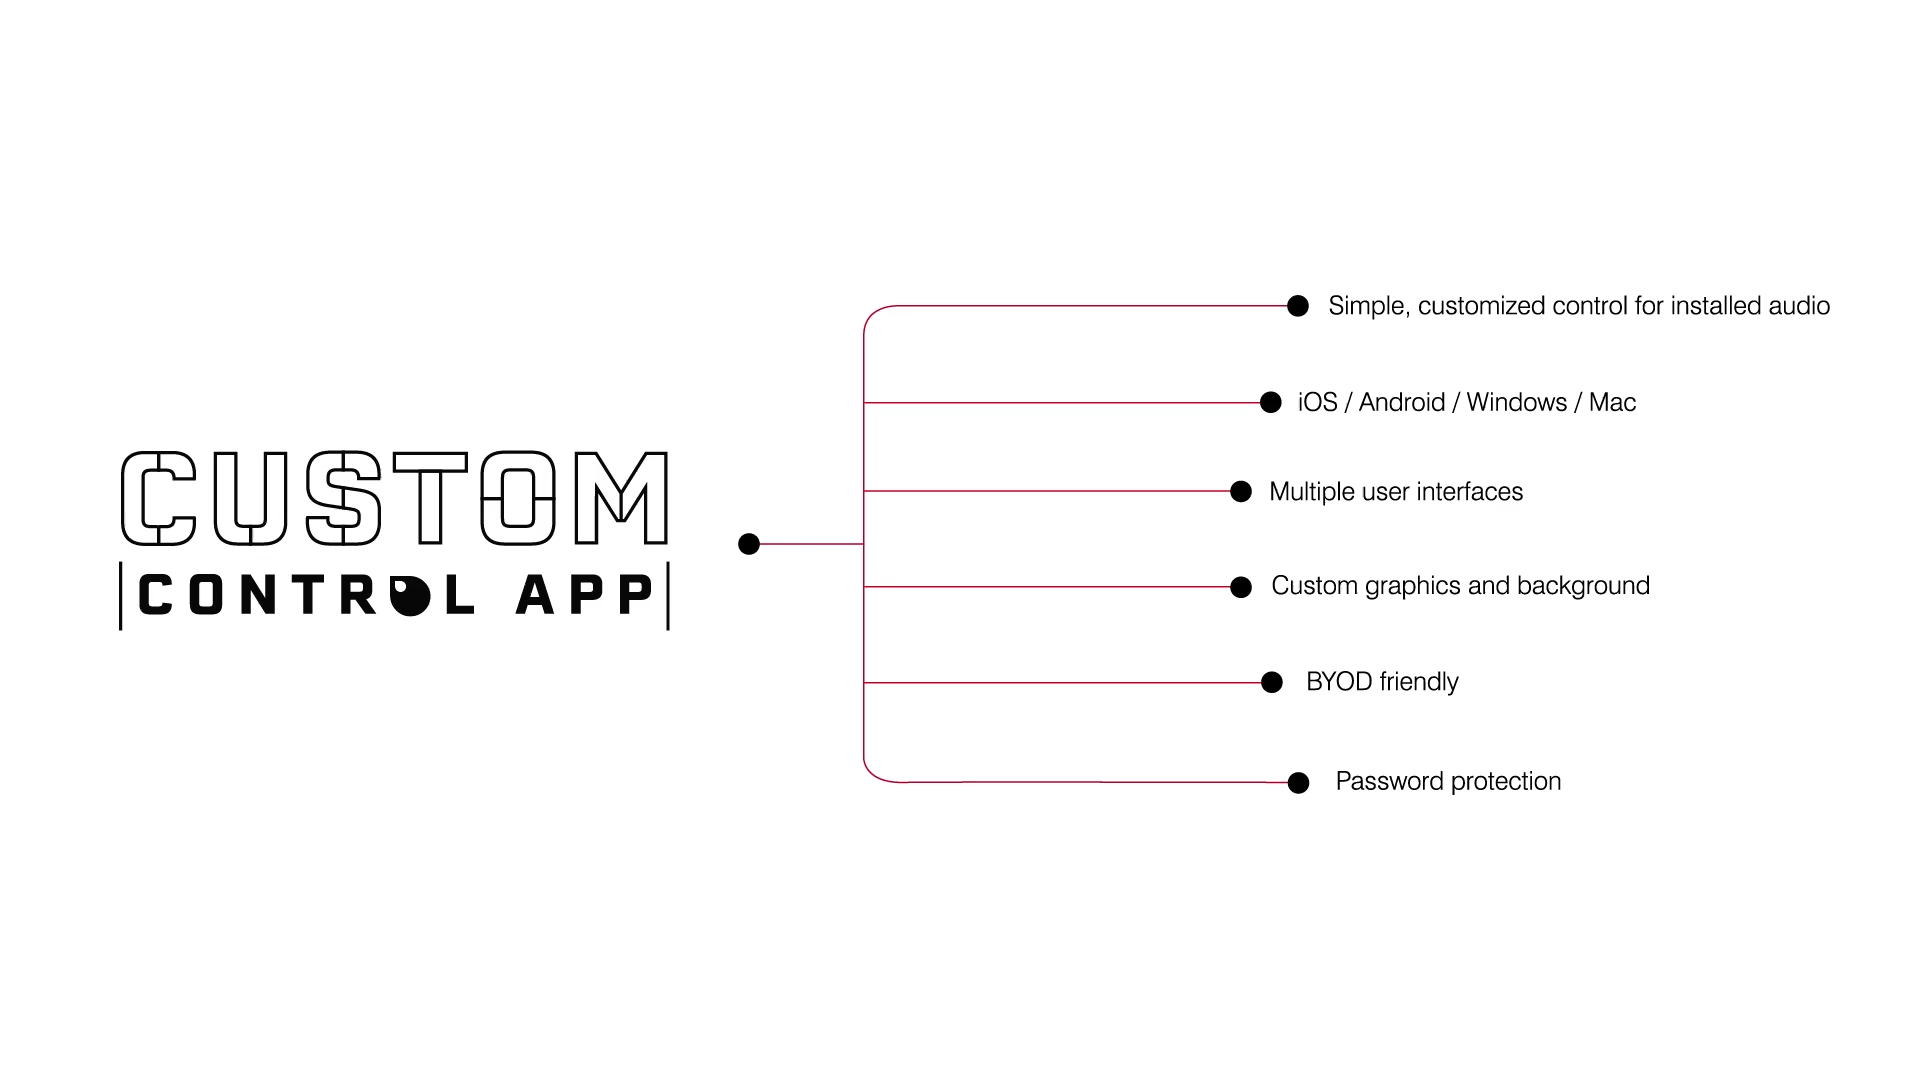 CUSTOM
CONTROL APP
Simple, customized control for installed audio
iOS / Android / Windows / Mac
Multiple user interfaces
Custom graphics and background
BYOD friendly
Password protection